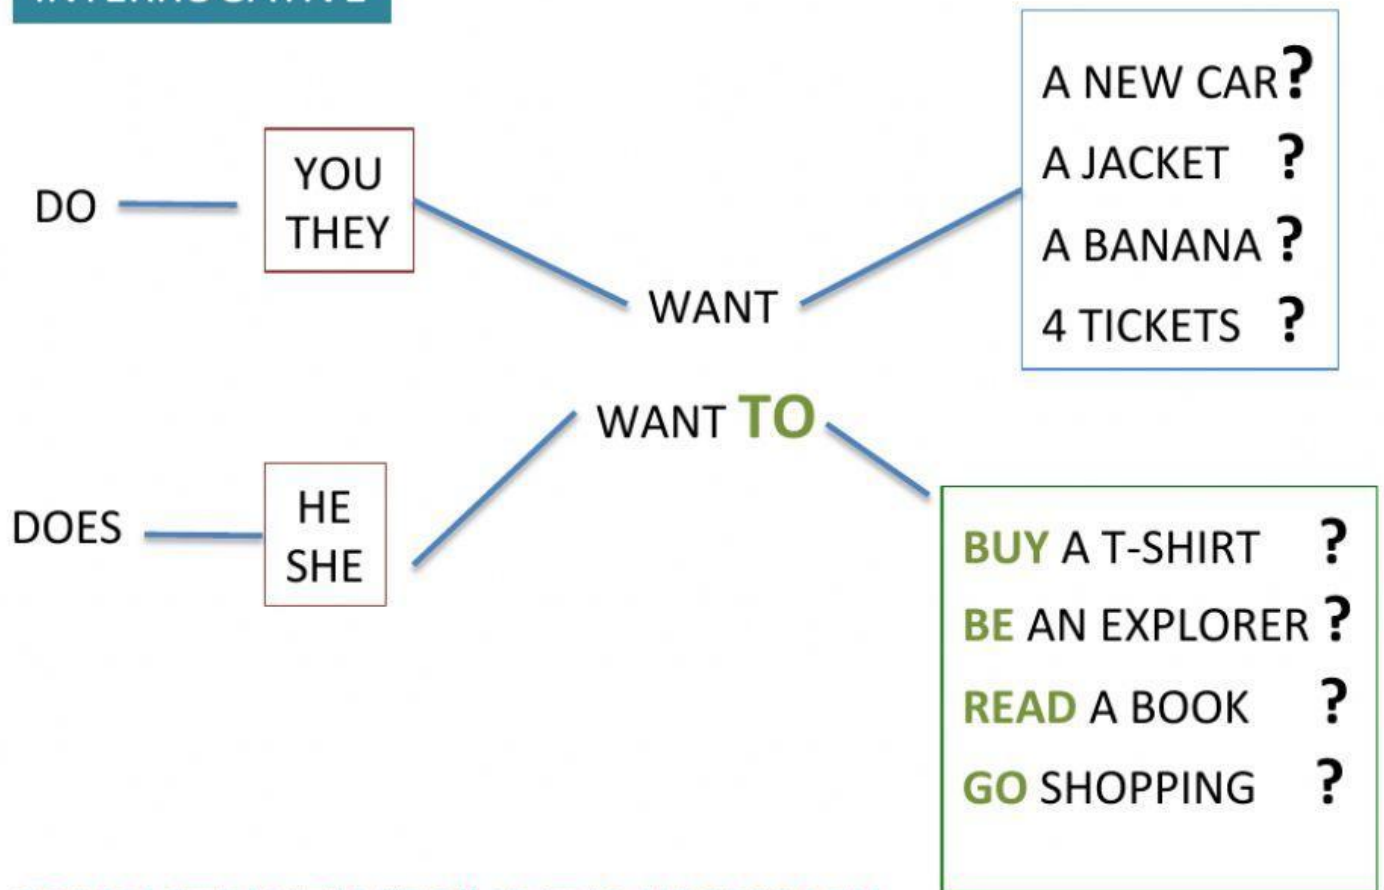 INTERROGATIVE
DO
YOU
THEY
WANT
A NEW CAR?
A JACKET ?
A BANANA ?
4 TICKETS ?
DOES
HE
SHE
WANT TO
BUY A T-SHIRT ?
BE AN EXPLORER ?
READ A BOOK ?
GO SHOPPING ?